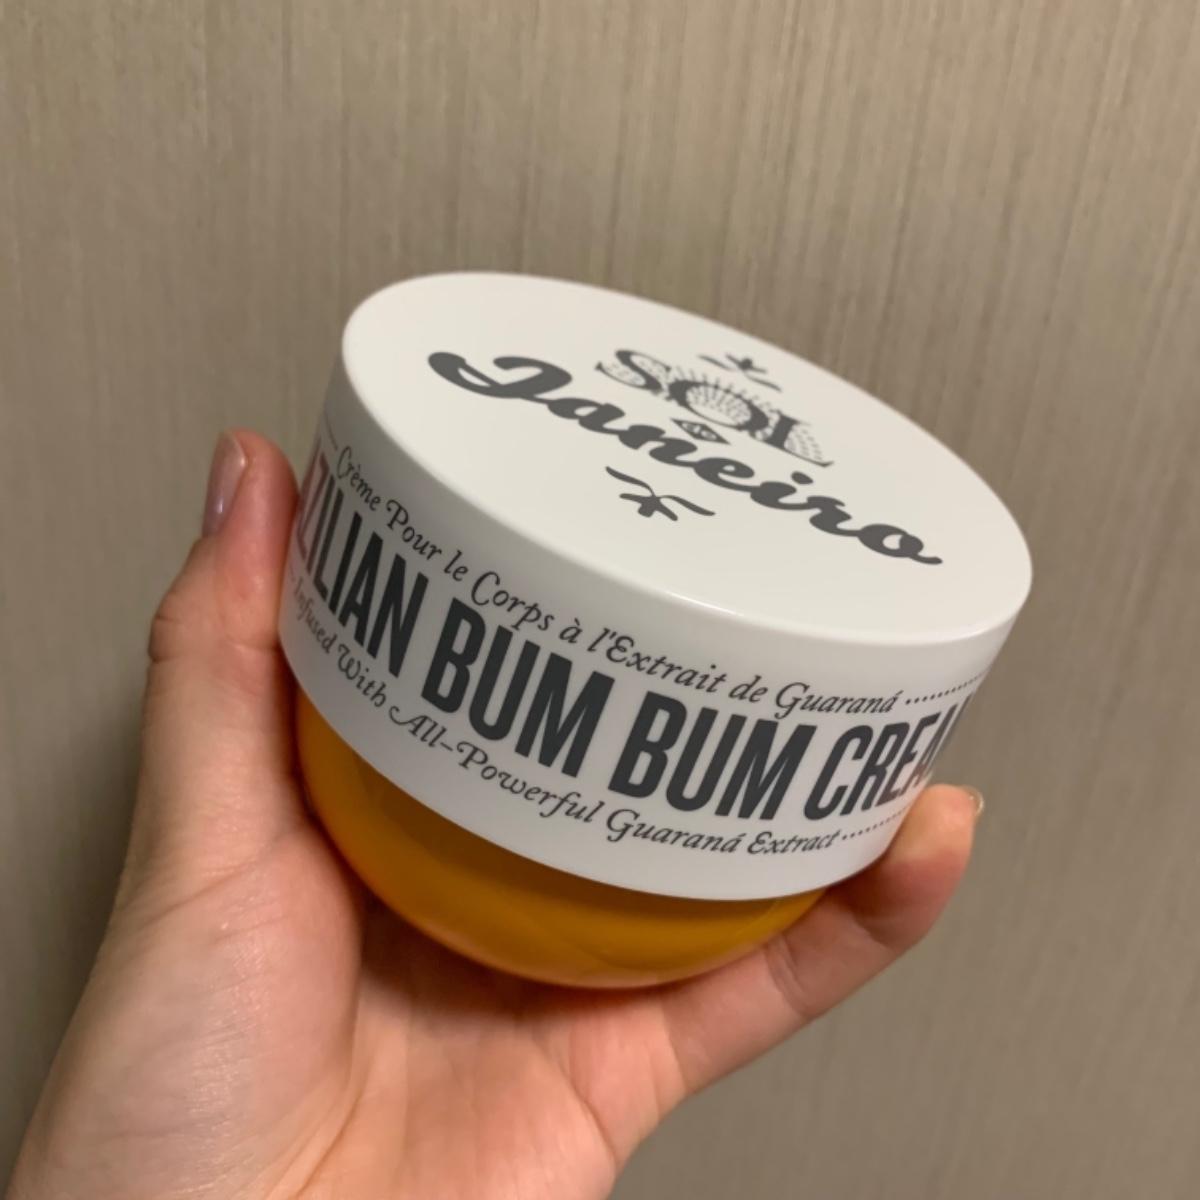 SOL
de
Janeiro
Crème Pour le Corps à l'Extrait de Guaraná
ZILIAN BUM BUM CREA
Infused With All-Powerful Guaraná Extract